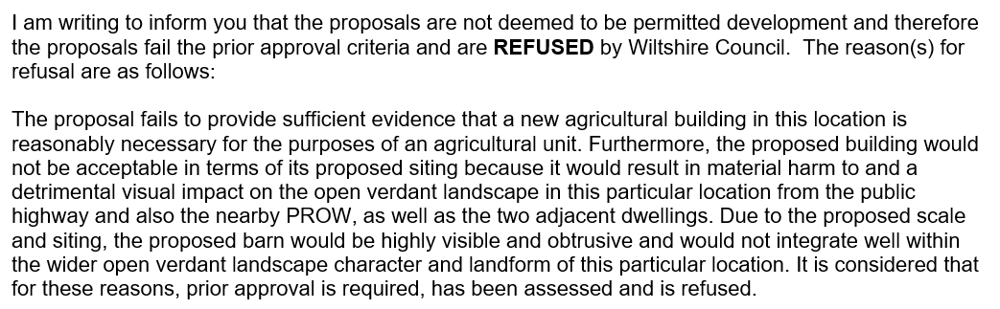 I am writing to inform you that the proposals are not deemed to be permitted development and therefore
the proposals fail the prior approval criteria and are REFUSED by Wiltshire Council.  The reason(s) for
refusal are as follows:
The proposal fails to provide sufficient evidence that a new agricultural building in this location is
reasonably necessary for the purposes of an agricultural unit. Furthermore, the proposed building would
not be acceptable in terms of its proposed siting because it would result in material harm to and a
detrimental visual impact on the open verdant landscape in this particular location from the public
highway and also the nearby PROW, as well as the two adjacent dwellings. Due to the proposed scale
and siting, the proposed barn would be highly visible and obtrusive and would not integrate well within
the wider open verdant landscape character and landform of this particular location. It is considered that
for these reasons, prior approval is required, has been assessed and is refused.